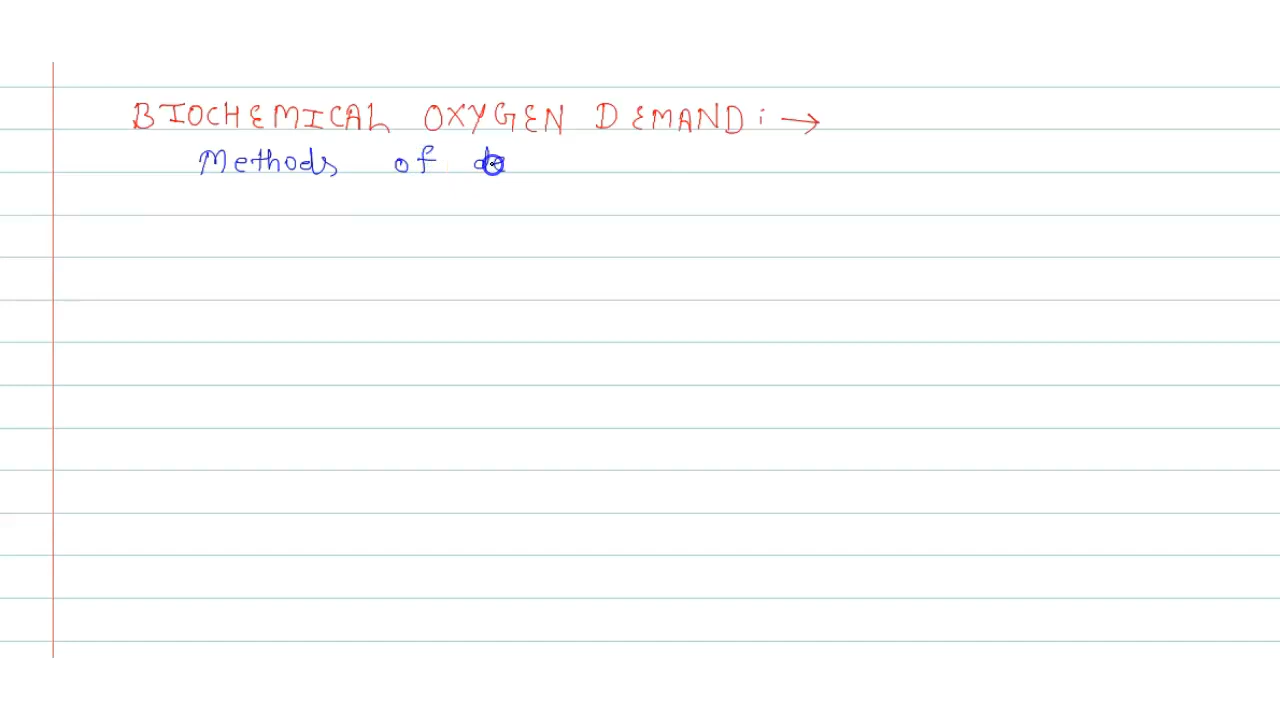 BIOCHEMICAL OXYGEN DEMAND : →
Methods of